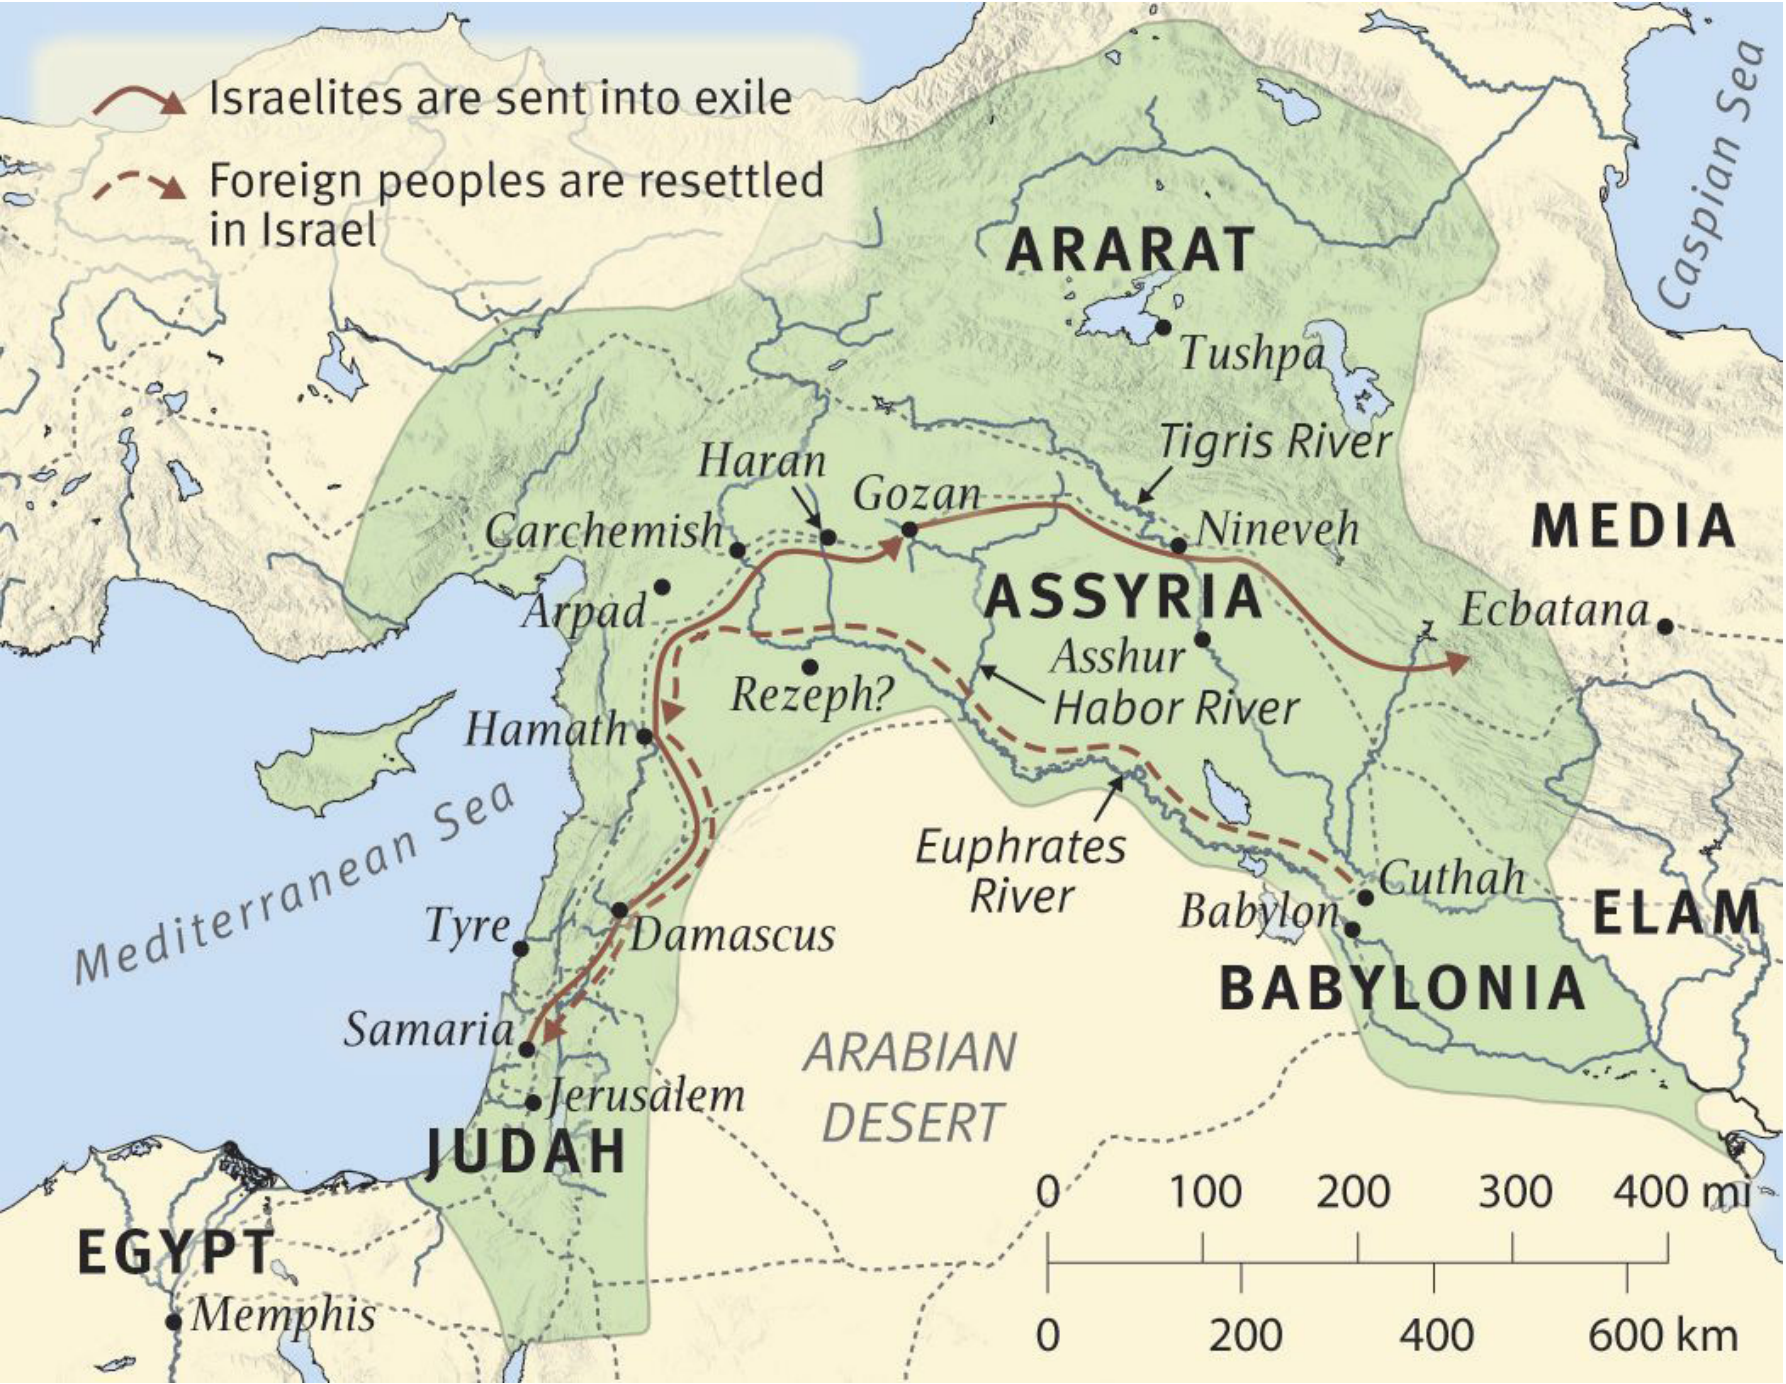 Israelites are sent into exile
Foreign peoples are resettled
in Israel
Caspian Sea
ARARAT
Tushpa
Tigris River
Haran
Gozan
Carchemish
Nineveh
MEDIA
Arpad
ASSYRIA
Ecbatana
Asshur
Rezeph?
Habor River
Hamath
Mediterranean Sea
Euphrates
River
Cuthah
Babylon
ELAM
Tyre
Damascus
BABYLONIA
Samaria
ARABIAN
DESERT
Jerusalem
JUDAH
0 100 200 300 400 mi
EGYPT
Memphis
0 200 400 600 km